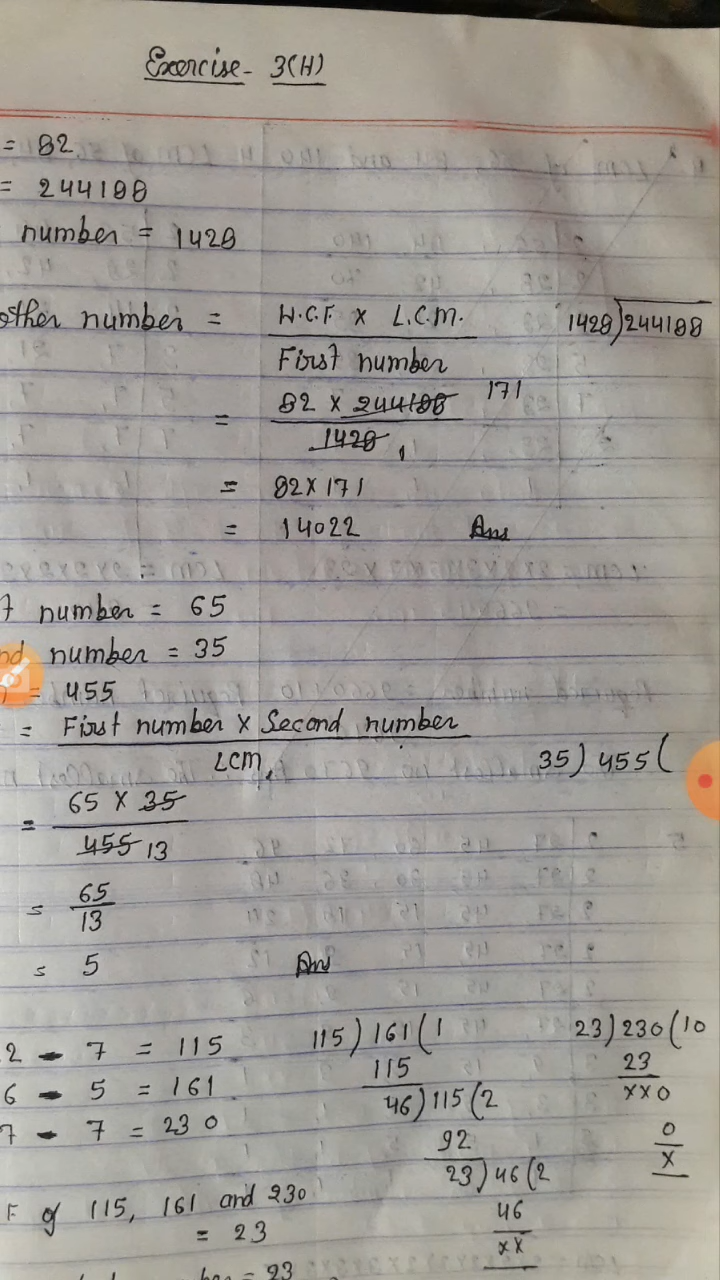 Exercise- 3(H)
= 82
= 244188
number = 1428
other number = H.C.F x L.C.M.
First number
1428)244188
= 82 x 244188 171
1428 1
= 82x171
= 14022 Ans
number = 65
nd number = 35
= 455
= First number x Second number
LCM
35) 455(
= 65 x 35
455 13
= 65
13
= 5 Ans
2 - 7 = 115
6 - 5 = 161
7 - 7 = 230
115)161(1
115
46)115(2
92
23)46(2
46
xx
23)230(10
23
xx0
0
x
F of 115, 161 and 230
= 23
= 23